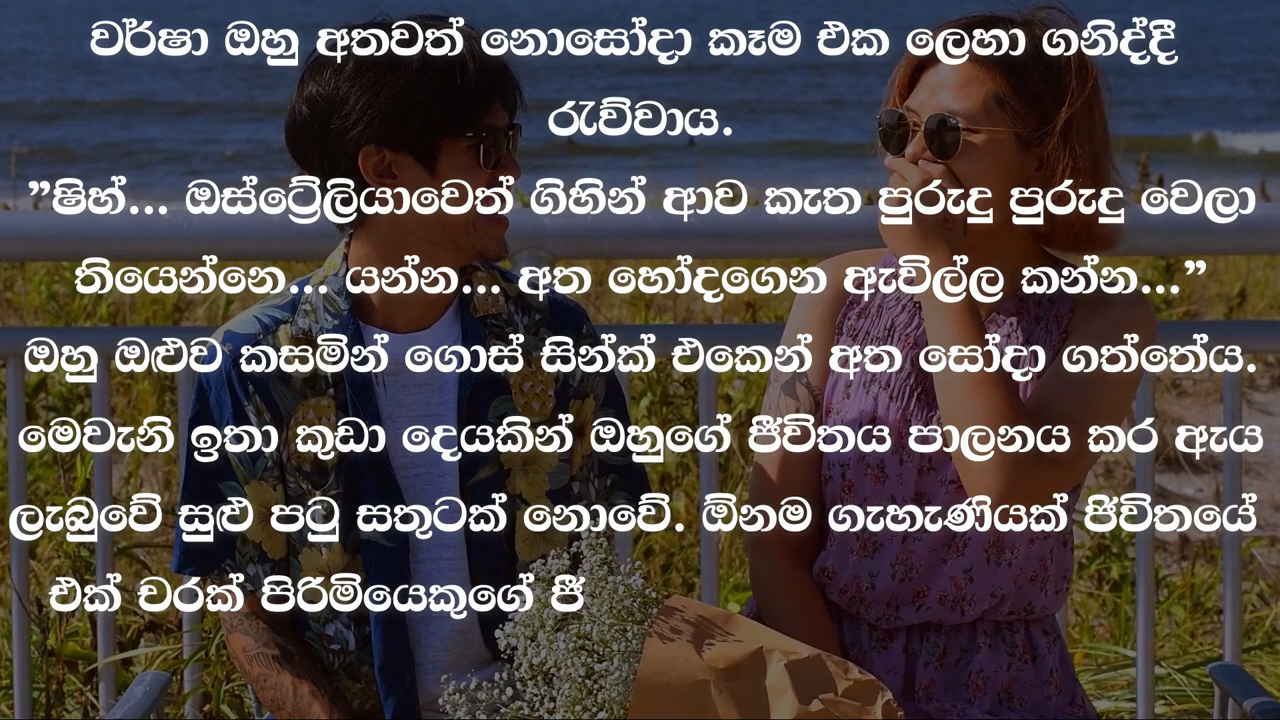 වර්ෂා ඔහු අතවත් නොසෝදා කෑම එක ලෙහා ගනිද්දී
රැව්වාය.
”ෂිහ්... ඔස්ට්‍රේලියාවෙත් ගිහින් ආව කැත පුරුදු පුරුදු වෙලා
තියෙන්නෙ... යන්න... අත හෝදගෙන ඇවිල්ල කන්න...”
ඔහු ඔළුව කසමින් ගොස් සින්ක් එකෙන් අත සෝදා ගත්තේය.
මෙවැනි ඉතා කුඩා දෙයකින් ඔහුගේ ජීවිතය පාලනය කර ඇය
ලැබුවේ සුළු පටු සතුටක් නොවේ. ඕනම ගැහැණියක් ජිවිතයේ
එක් චරක් පිරිමියෙකුගේ ජී